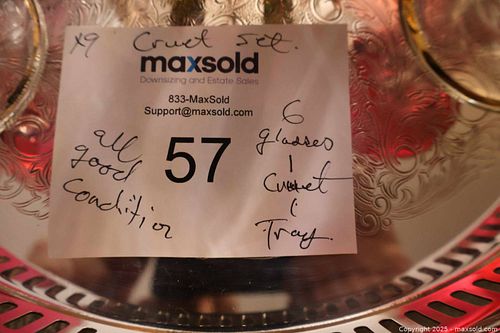 x9 Cruet Set.
maxsold
Downsizing and Estate Sales
833-MaxSold
Support@maxsold.com
57
all
good
condition
6
glasses
1
Cruet
1
Tray
Copyright 2025 - maxsold.com